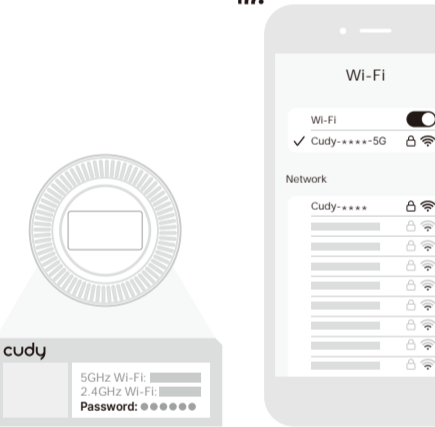 cudy
5GHz Wi-Fi:
2.4GHz Wi-Fi:
Password: ●●●●●●
Wi-Fi
Wi-Fi
Cudy-****-5G
Network
Cudy-****